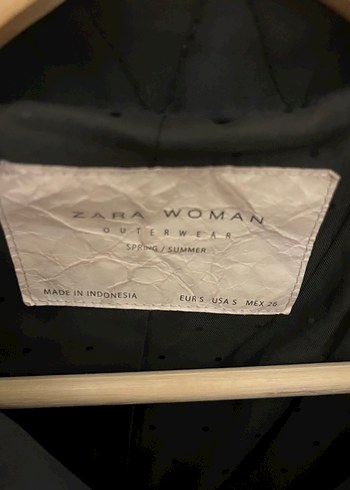 ZARA WOMAN
OUTERWEAR
SPRING / SUMMER
MADE IN INDONESIA EUR S USA S MEX 26